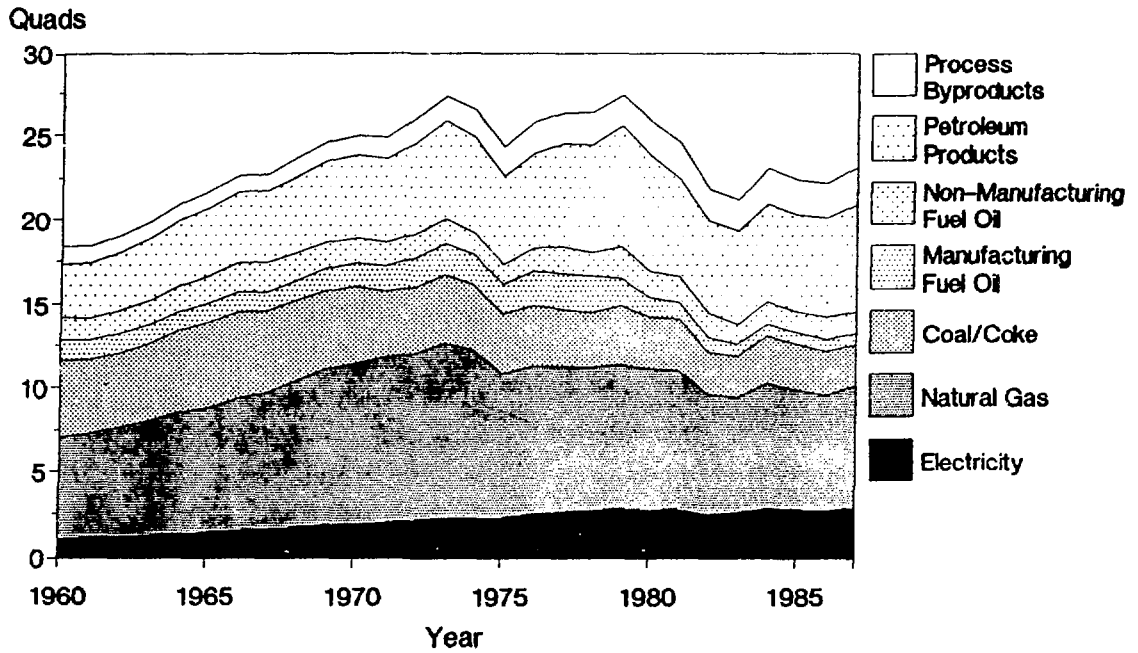 Quads
30
25
20
15
10
5
0
1960 1965 1970 1975 1980 1985
Year
Process
Byproducts
Petroleum
Products
Non-Manufacturing
Fuel Oil
Manufacturing
Fuel Oil
Coal/Coke
Natural Gas
Electricity